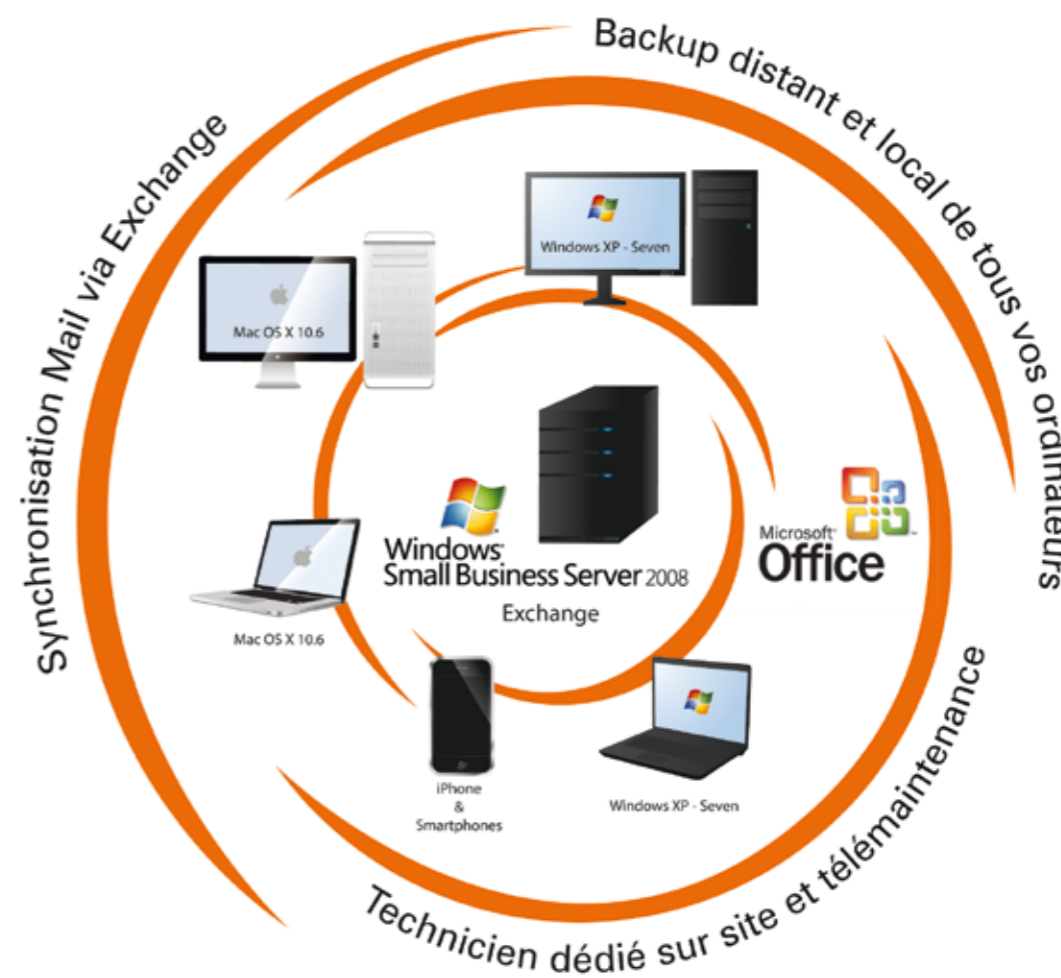 Backup distant et local de tous vos ordinateurs
Synchronisation Mail via Exchange
Windows XP - Seven
Mac OS X 10.6
Microsoft
Office
Windows
Small Business Server 2008
Exchange
Mac OS X 10.6
iPhone
&
Smartphones
Windows XP - Seven
Technicien dédié sur site et télémaintenance